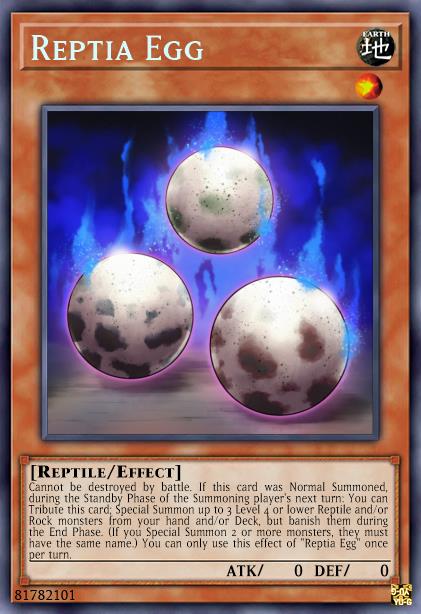 REPTIA EGG
EARTH
地
[REPTILE/EFFECT]
Cannot be destroyed by battle. If this card was Normal Summoned,
during the Standby Phase of the Summoning player's next turn: You can
Tribute this card; Special Summon up to 3 Level 4 or lower Reptile and/or
Rock monsters from your hand and/or Deck, but banish them during
the End Phase. (If you Special Summon 2 or more monsters, they must
have the same name.) You can only use this effect of "Reptia Egg" once
per turn.
ATK/ 0 DEF/ 0
81782101